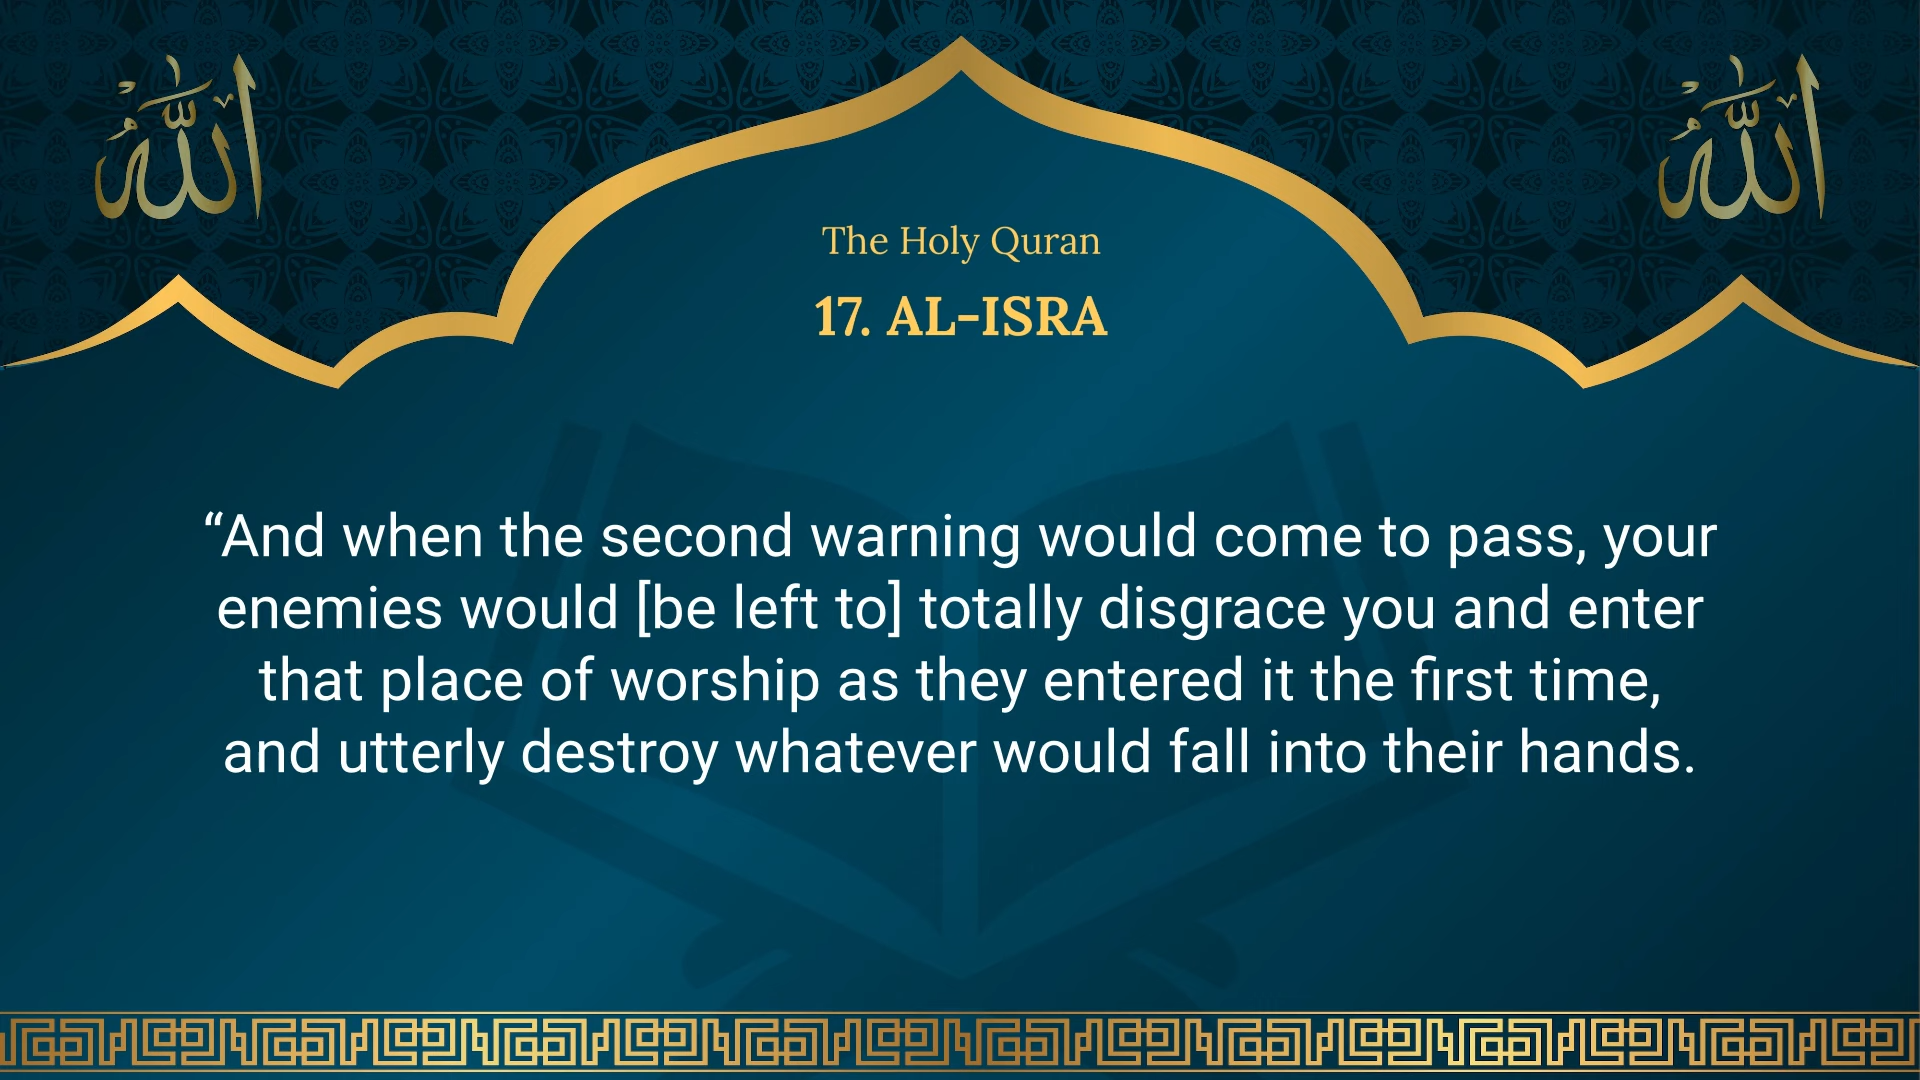 الله
الله
The Holy Quran
17. AL-ISRA
“And when the second warning would come to pass, your
enemies would [be left to] totally disgrace you and enter
that place of worship as they entered it the first time,
and utterly destroy whatever would fall into their hands.